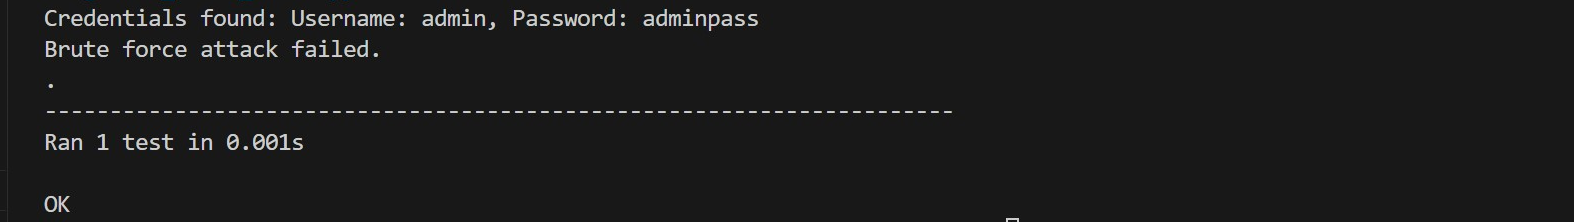 Credentials found: Username: admin, Password: adminpass
Brute force attack failed.
.
----------------------------------------------------------------------
Ran 1 test in 0.001s
OK